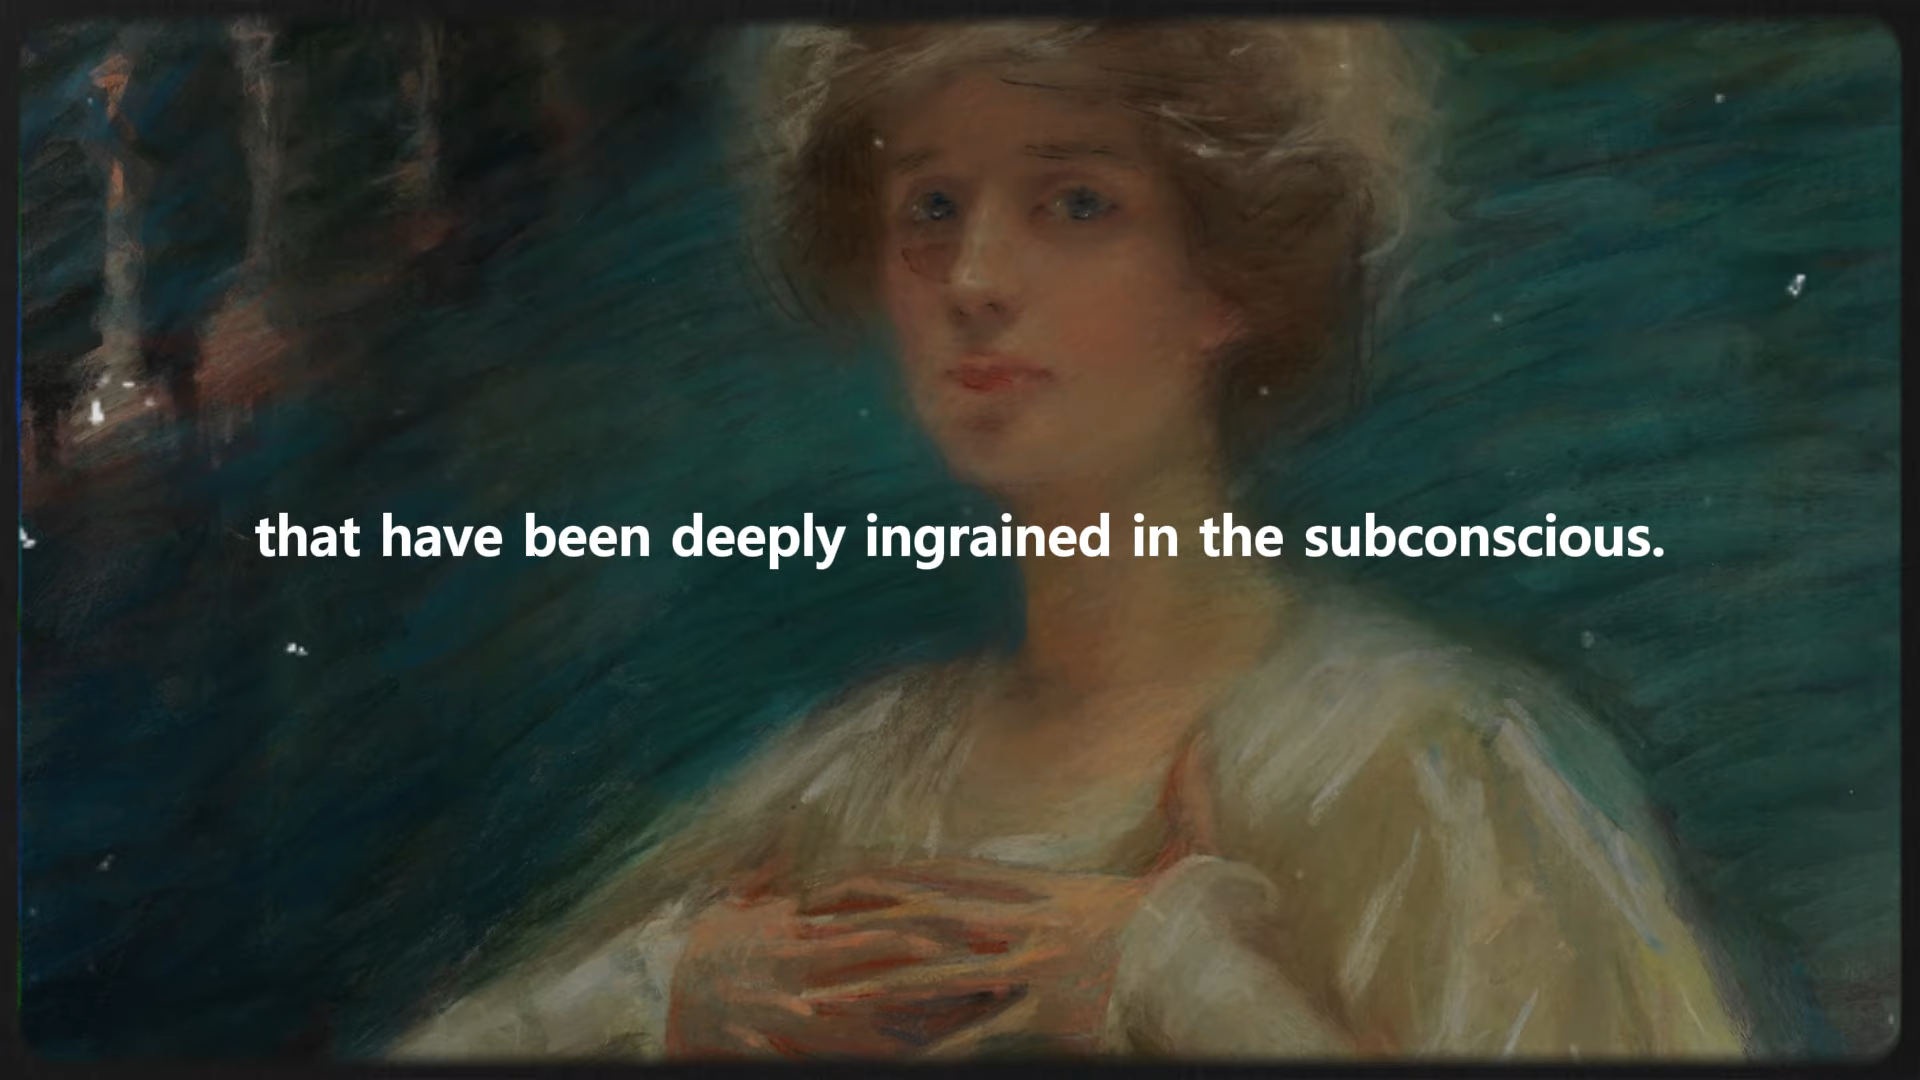 that have been deeply ingrained in the subconscious.